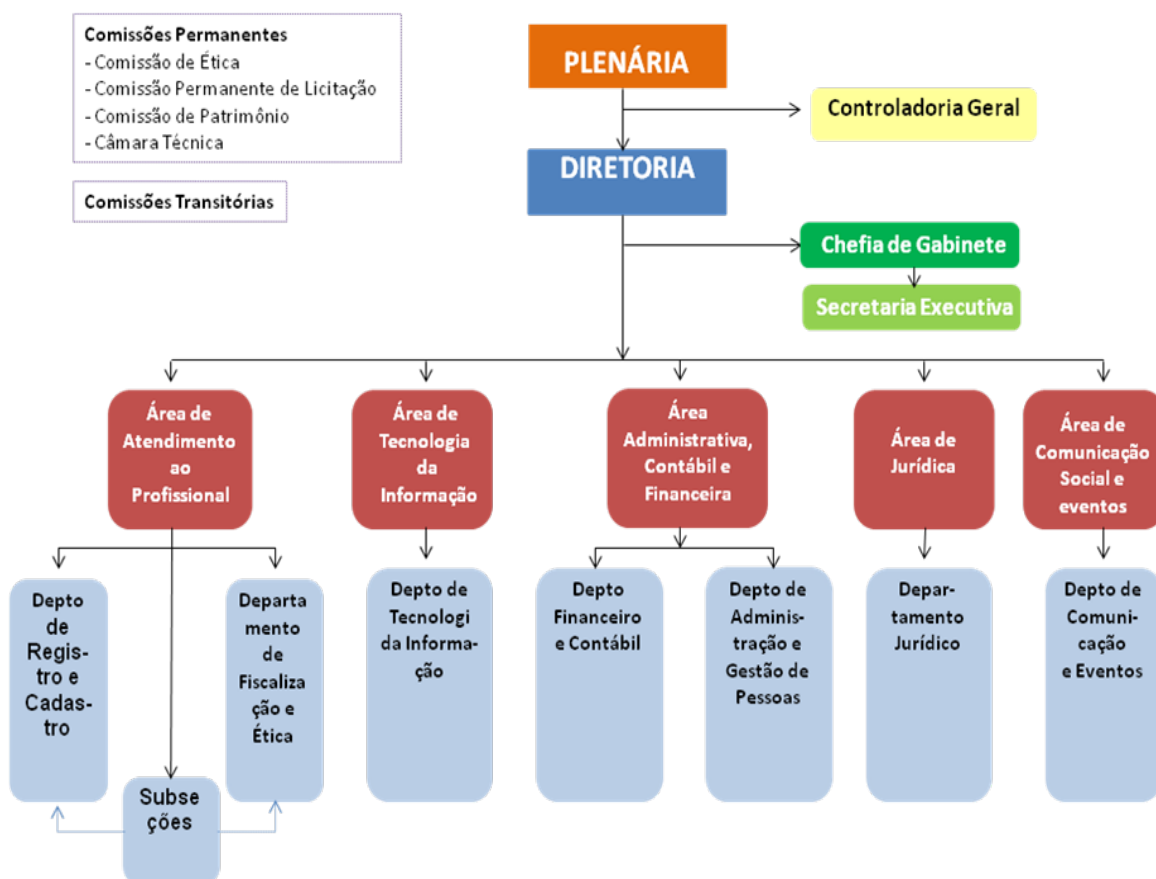 Comissões Permanentes
- Comissão de Ética
- Comissão Permanente de Licitação
- Comissão de Patrimônio
- Câmara Técnica
Comissões Transitórias
PLENÁRIA
Controladoria Geral
DIRETORIA
Chefia de Gabinete
Secretaria Executiva
Área de
Atendimento
ao
Profissional
Área de
Tecnologia
da
Informação
Área
Administrativa,
Contábil e
Financeira
Área de
Jurídica
Área de
Comunicação
Social e
eventos
Depto
de
Regis-
tro e
Cadas-
tro
Subse
ções
Departa
mento
de
Fiscaliza
ção e
Ética
Depto de
Tecnologi
da Informa-
ção
Depto
Financeiro
e Contábil
Depto de
Adminis-
tração e
Gestão de
Pessoas
Depar-
tamento
Jurídico
Depto de
Comuni-
cação
e Eventos